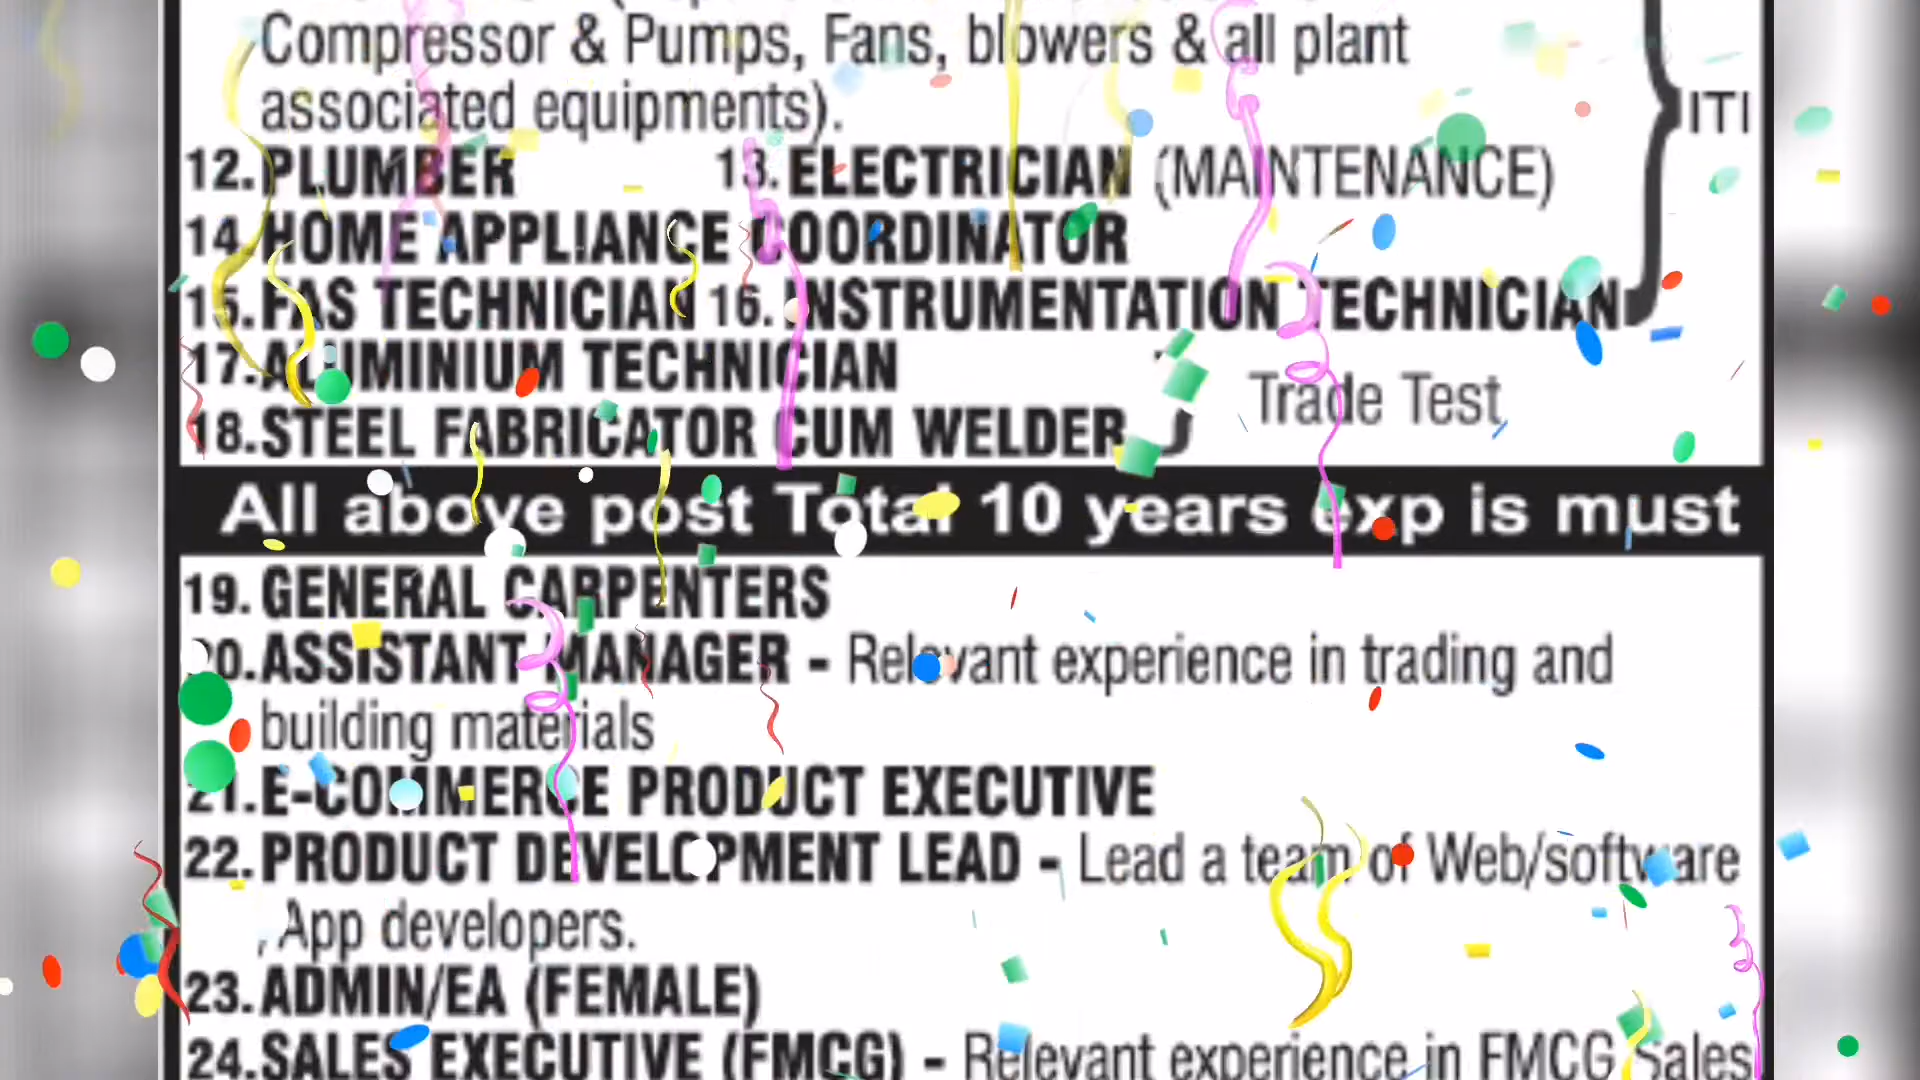 Compressor & Pumps, Fans, blowers & all plant
associated equipments).
ITI
12. PLUMBER 13. ELECTRICIAN (MAINTENANCE)
14. HOME APPLIANCE COORDINATOR
15. FAS TECHNICIAN 16. INSTRUMENTATION TECHNICIAN
17. ALUMINIUM TECHNICIAN
18. STEEL FABRICATOR CUM WELDER
Trade Test
All above post Total 10 years exp is must
19. GENERAL CARPENTERS
20. ASSISTANT MANAGER - Relevant experience in trading and
building materials
21. E-COMMERCE PRODUCT EXECUTIVE
22. PRODUCT DEVELOPMENT LEAD - Lead a team of Web/software
, App developers.
23. ADMIN/EA (FEMALE)
24. SALES EXECUTIVE (FMCG) - Relevant experience in FMCG Sales